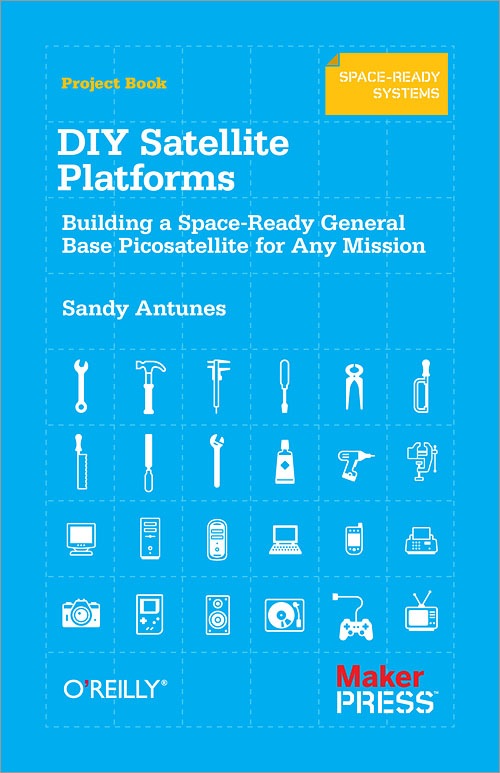 Project Book
SPACE-READY
SYSTEMS
DIY Satellite
Platforms
Building a Space-Ready General
Base Picosatellite for Any Mission
Sandy Antunes
O'REILLY®
Maker
PRESS™